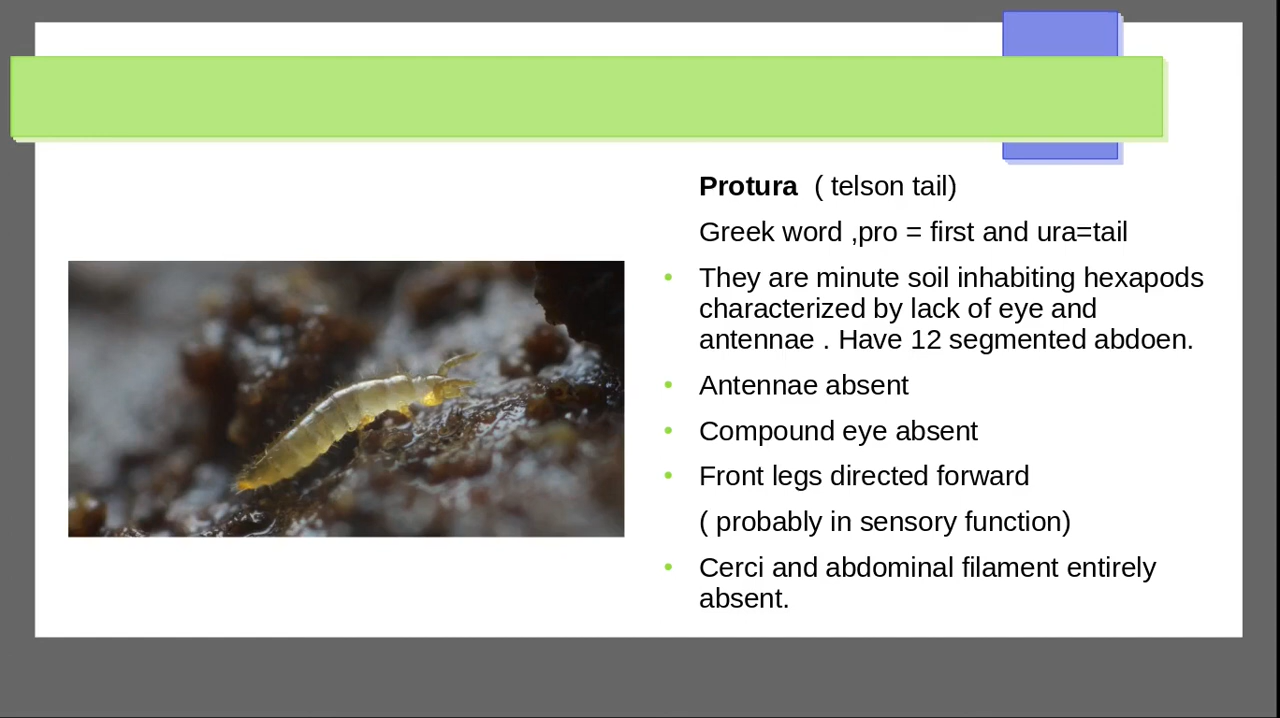 Protura ( telson tail)
Greek word ,pro = first and ura=tail
• They are minute soil inhabiting hexapods
characterized by lack of eye and
antennae . Have 12 segmented abdoen.
• Antennae absent
• Compound eye absent
• Front legs directed forward
( probably in sensory function)
• Cerci and abdominal filament entirely
absent.